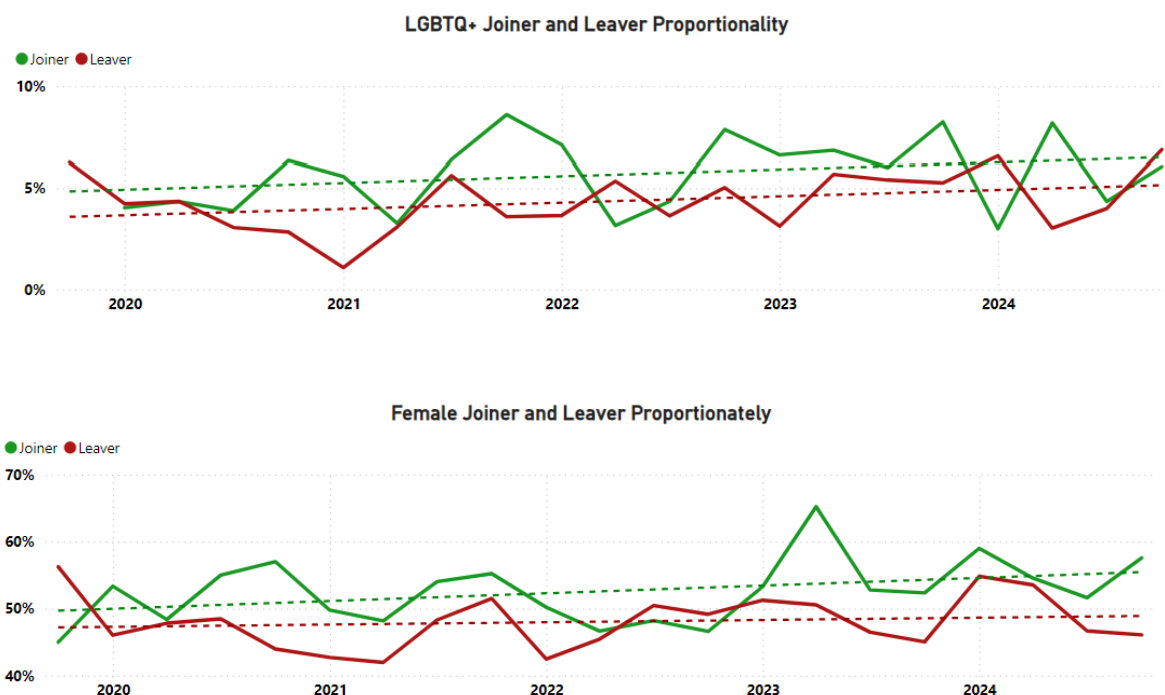 LGBTQ+ Joiner and Leaver Proportionality
Joiner Leaver
10%
5%
0%
2020 2021 2022 2023 2024
Female Joiner and Leaver Proportionately
Joiner Leaver
70%
60%
50%
40%
2020 2021 2022 2023 2024